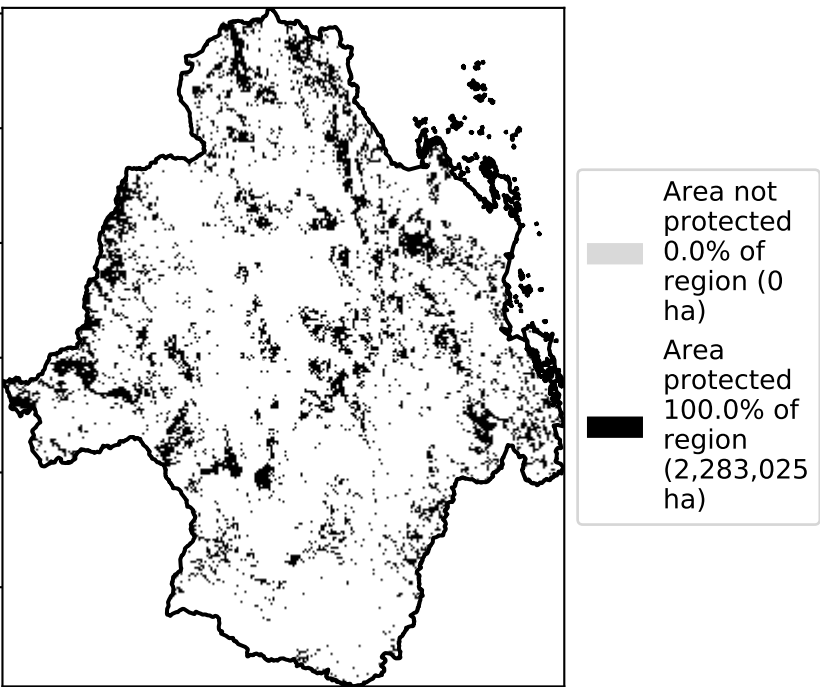 Area not
protected
0.0% of
region (0
ha)
Area
protected
100.0% of
region
(2,283,025
ha)